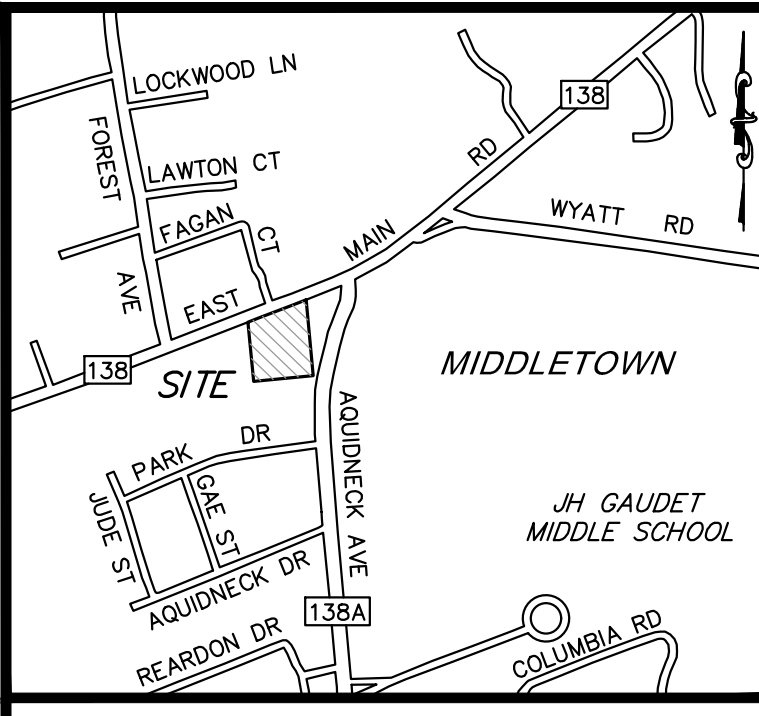 LOCKWOOD LN
FOREST AVE
LAWTON CT
FAGAN CT
138
EAST MAIN RD
WYATT RD
138
SITE
MIDDLETOWN
PARK DR
AQUIDNECK AVE
JUDE ST
GAE ST
JH GAUDET
MIDDLE SCHOOL
AQUIDNECK DR
138A
REARDON DR
COLUMBIA RD